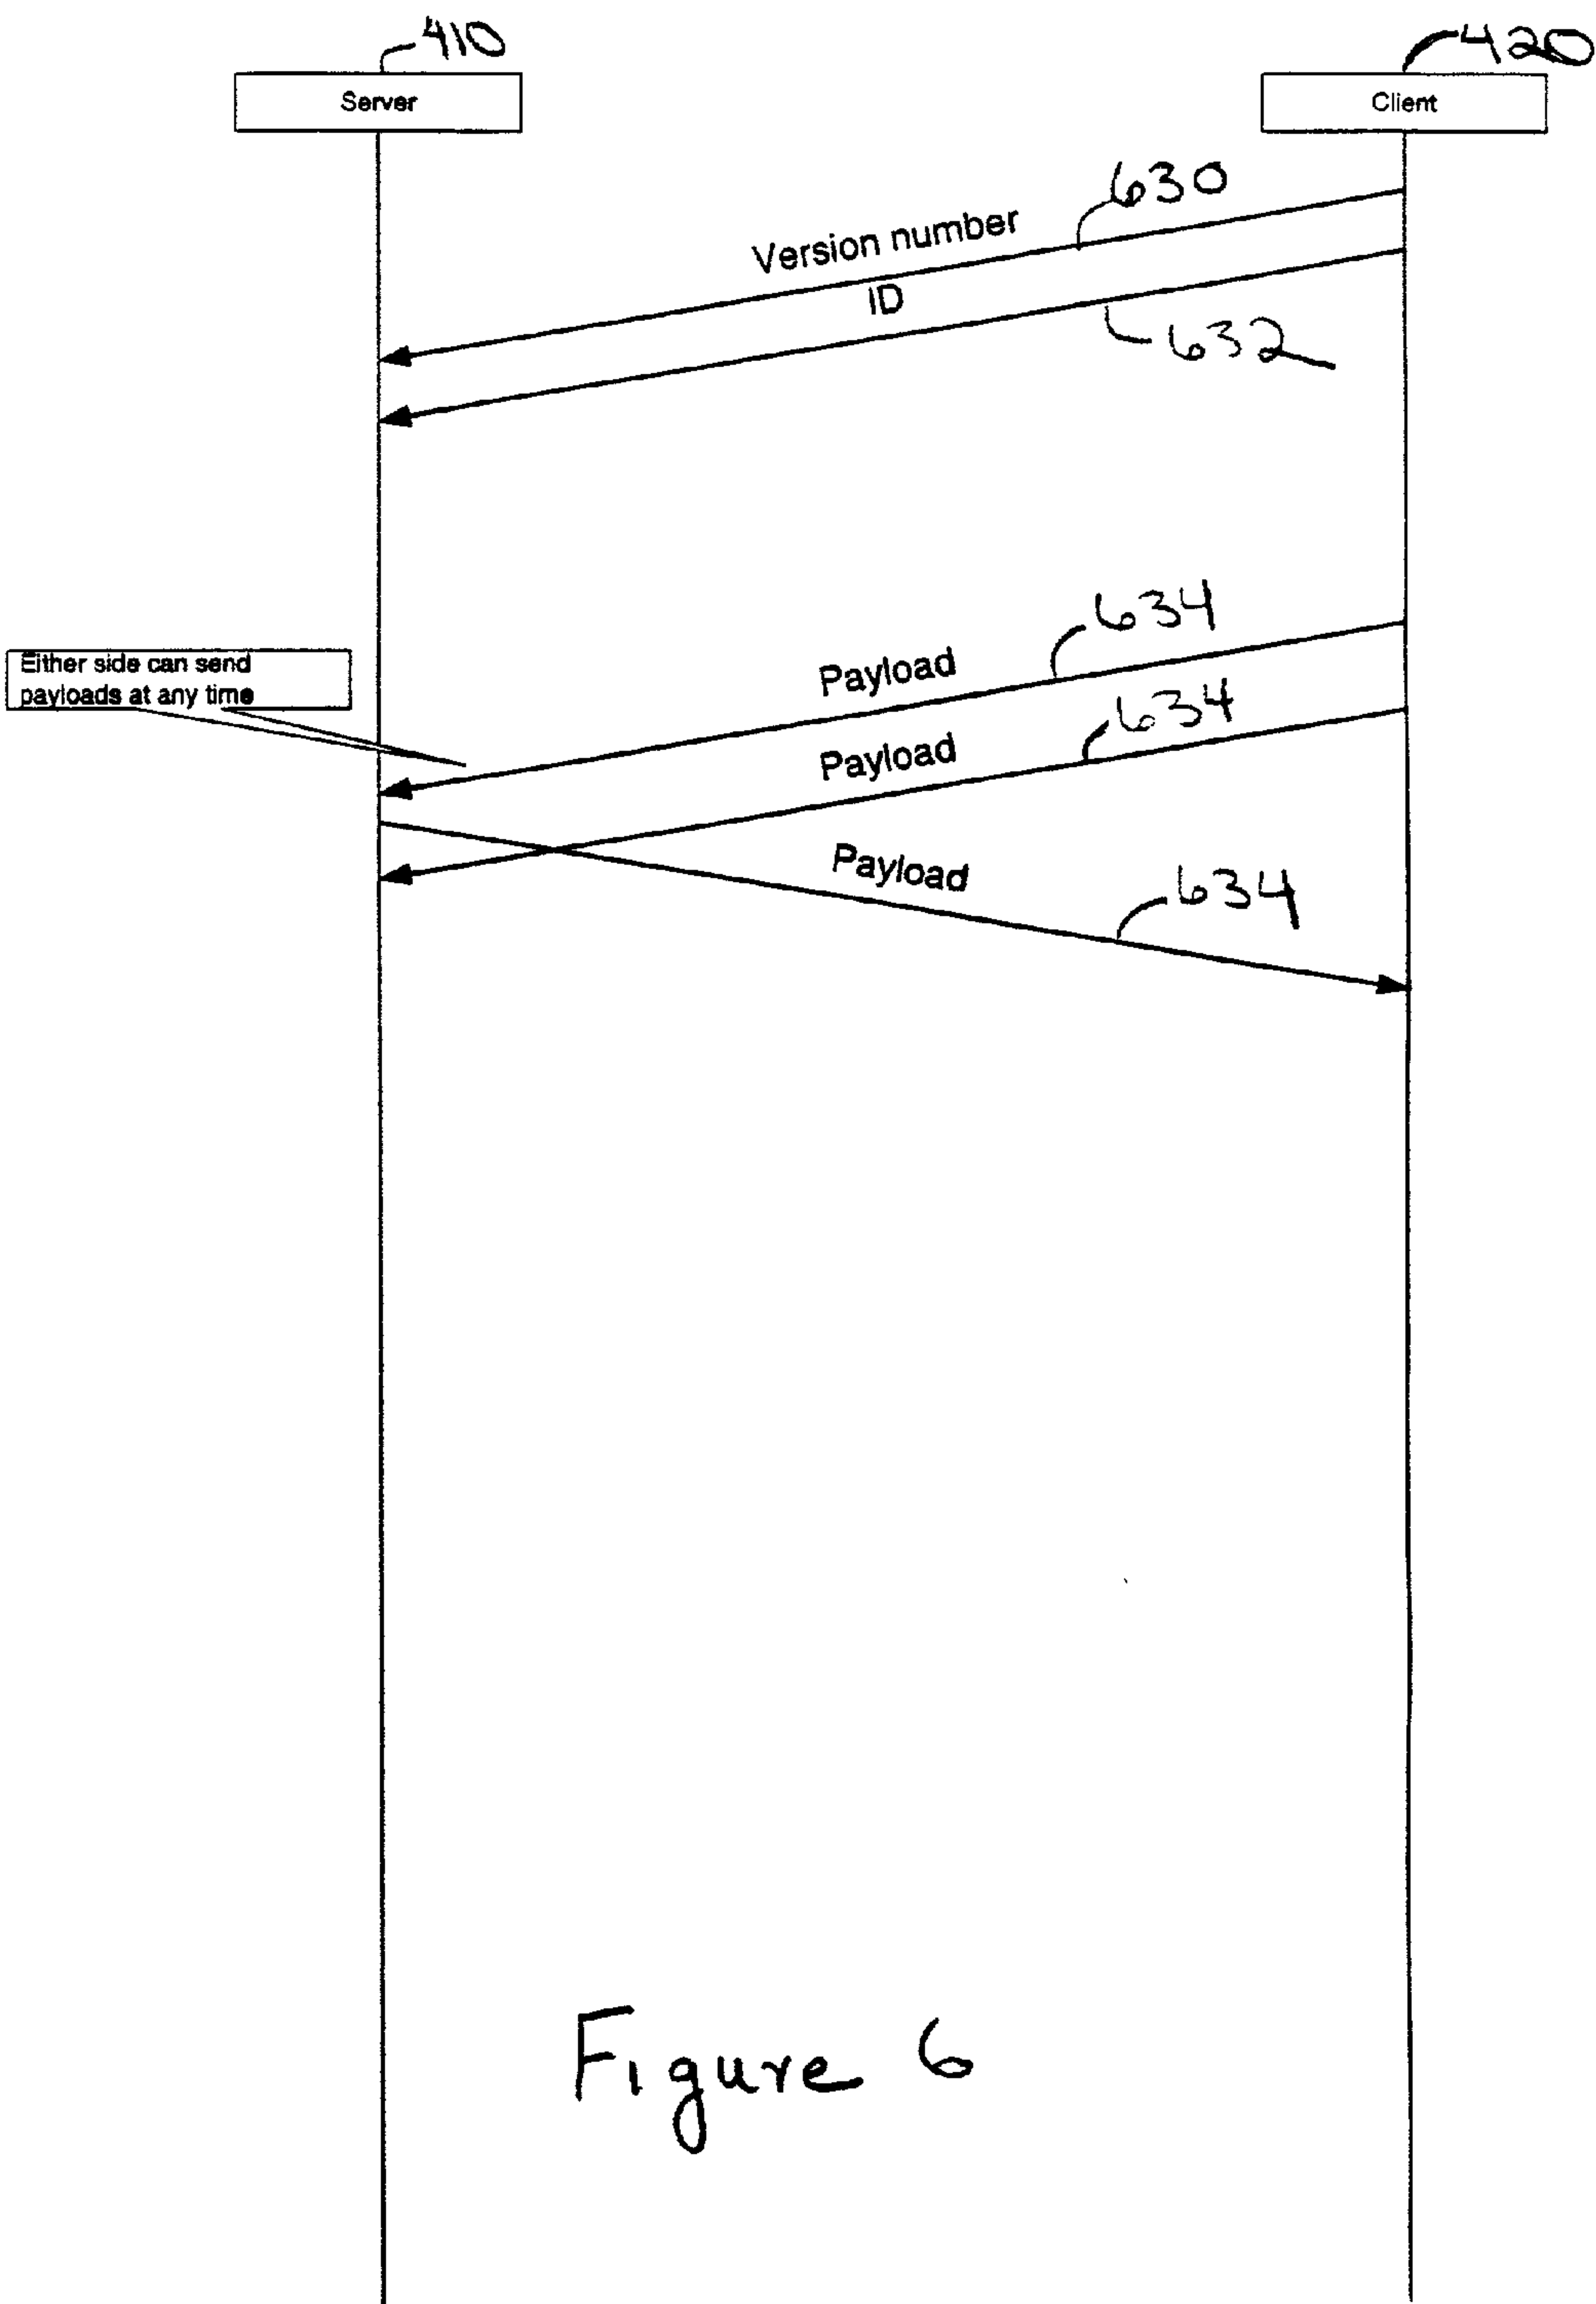 410
420
Server
Client
630
Version number
ID
632
634
Either side can send
payloads at any time
Payload
634
Payload
Payload
634
Figure 6